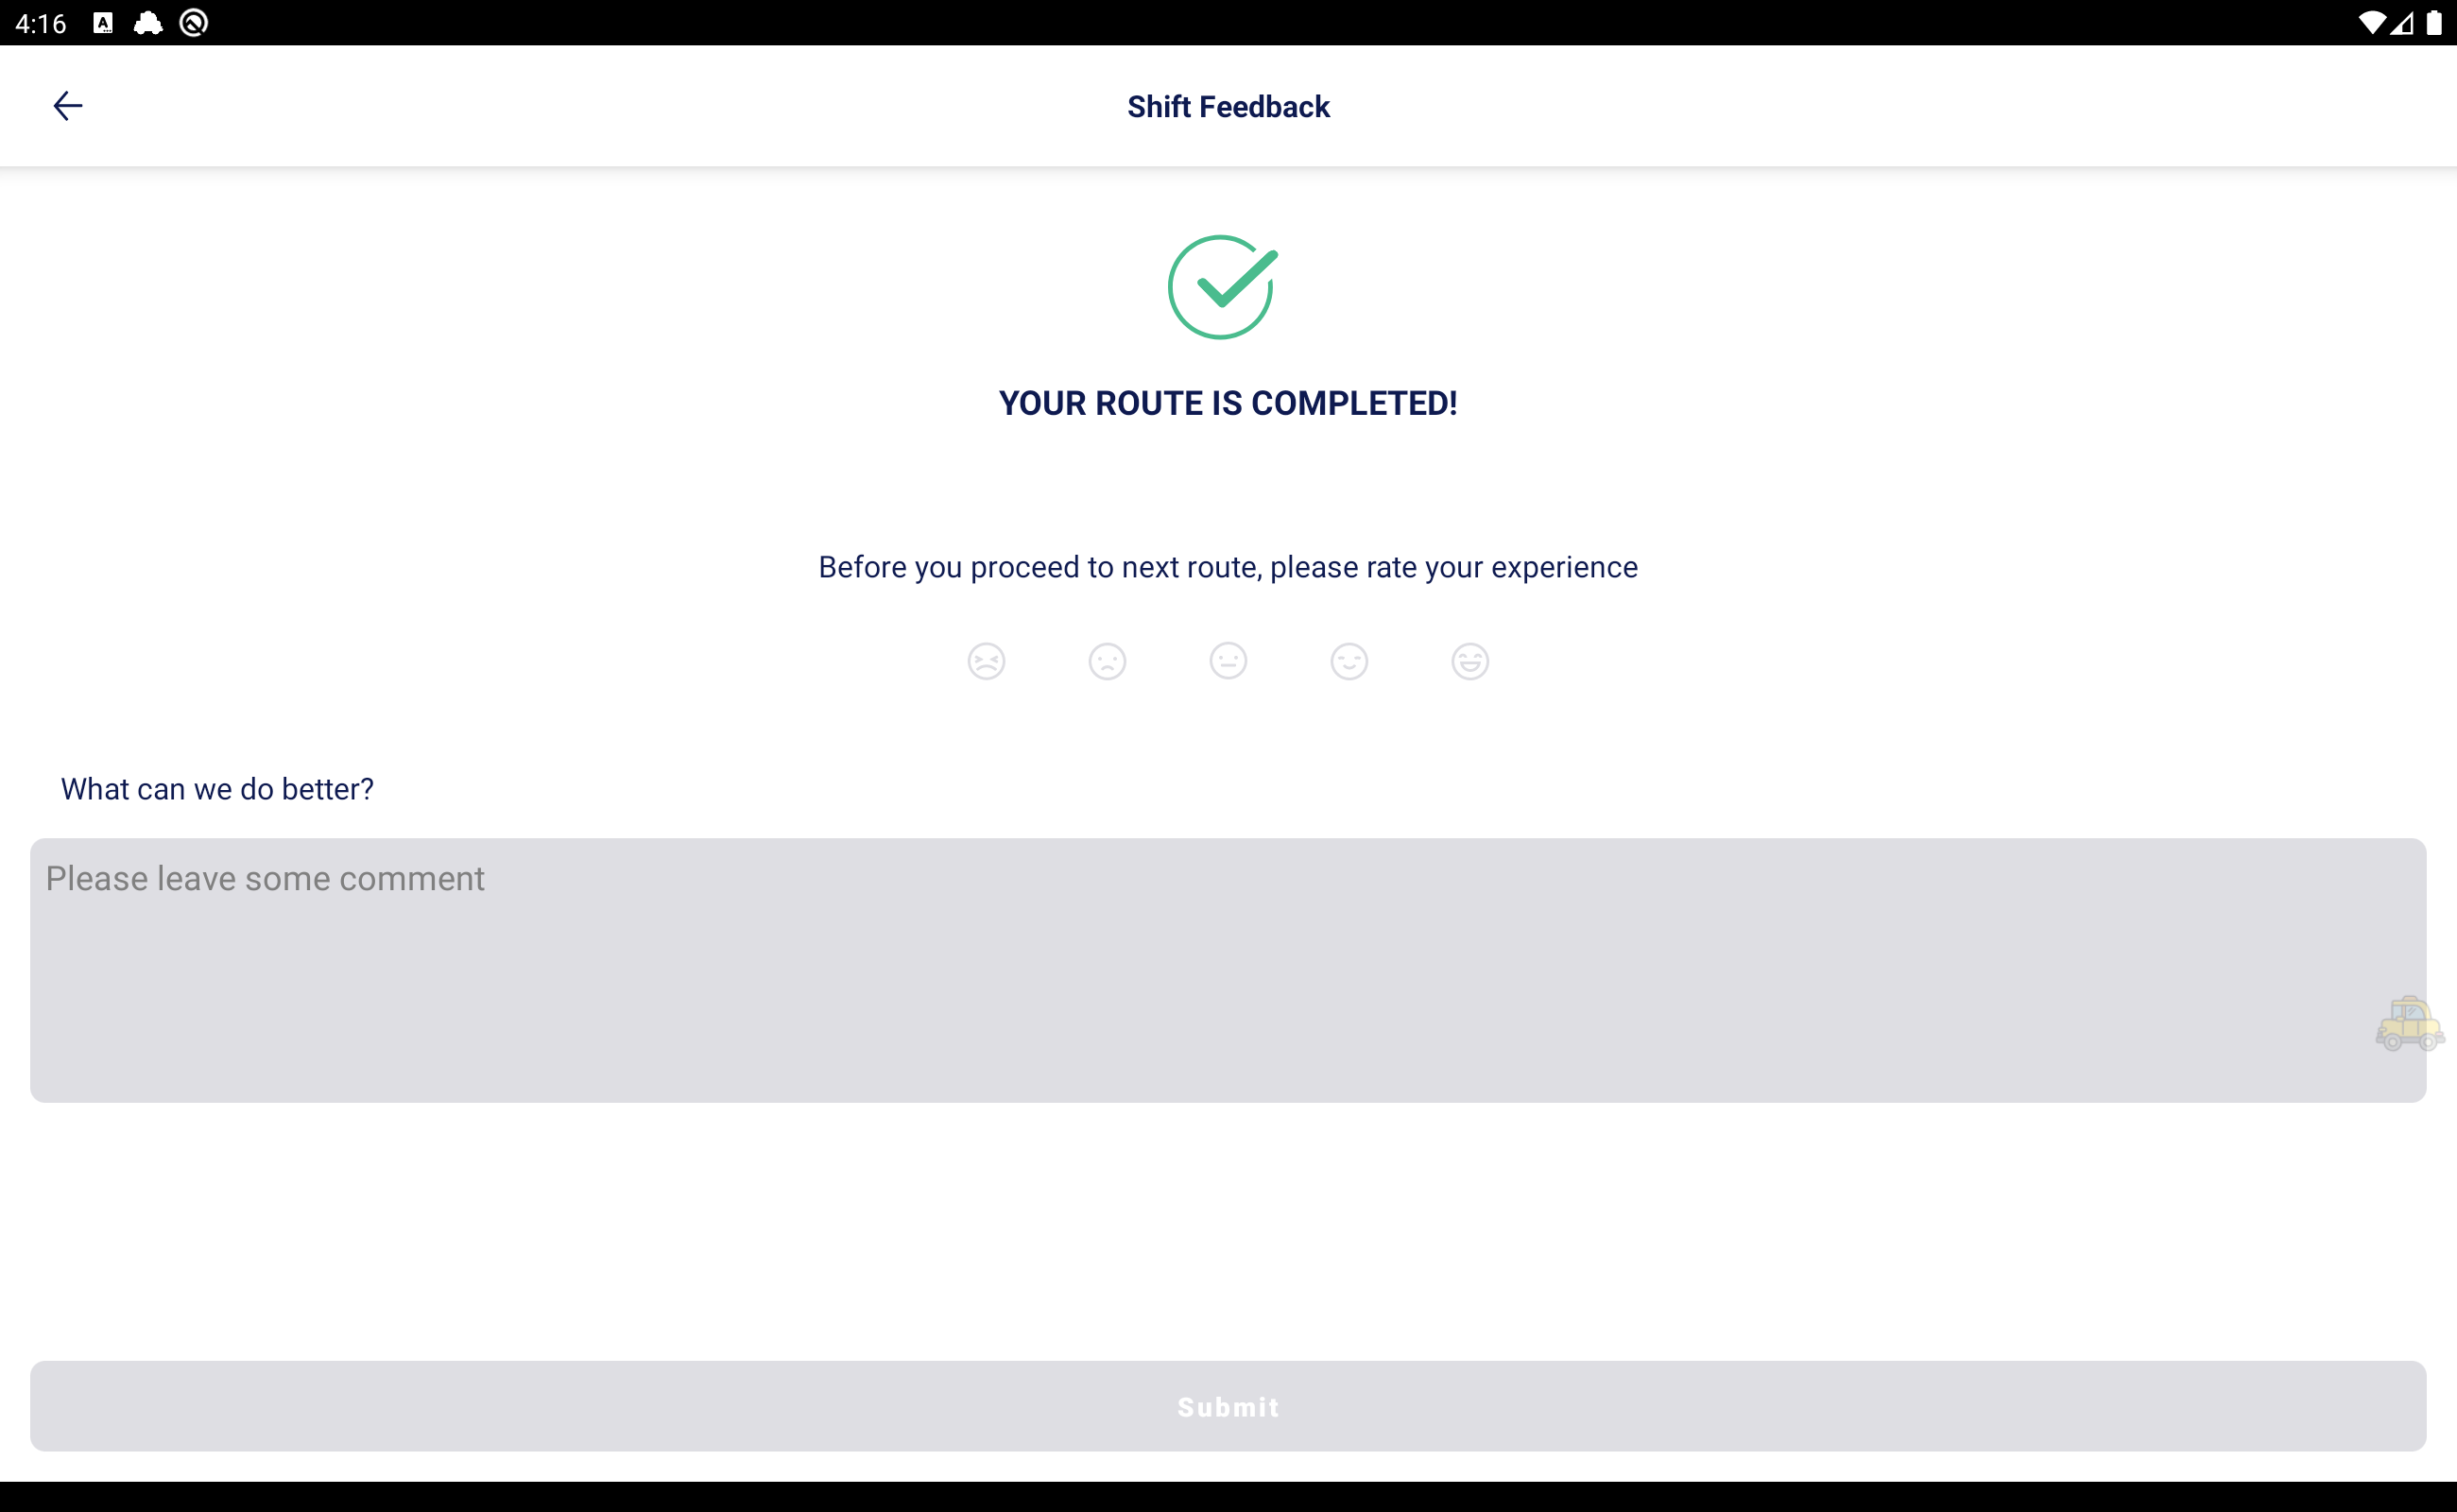 4:16
Shift Feedback
YOUR ROUTE IS COMPLETED!
Before you proceed to next route, please rate your experience
What can we do better?
Please leave some comment
Submit